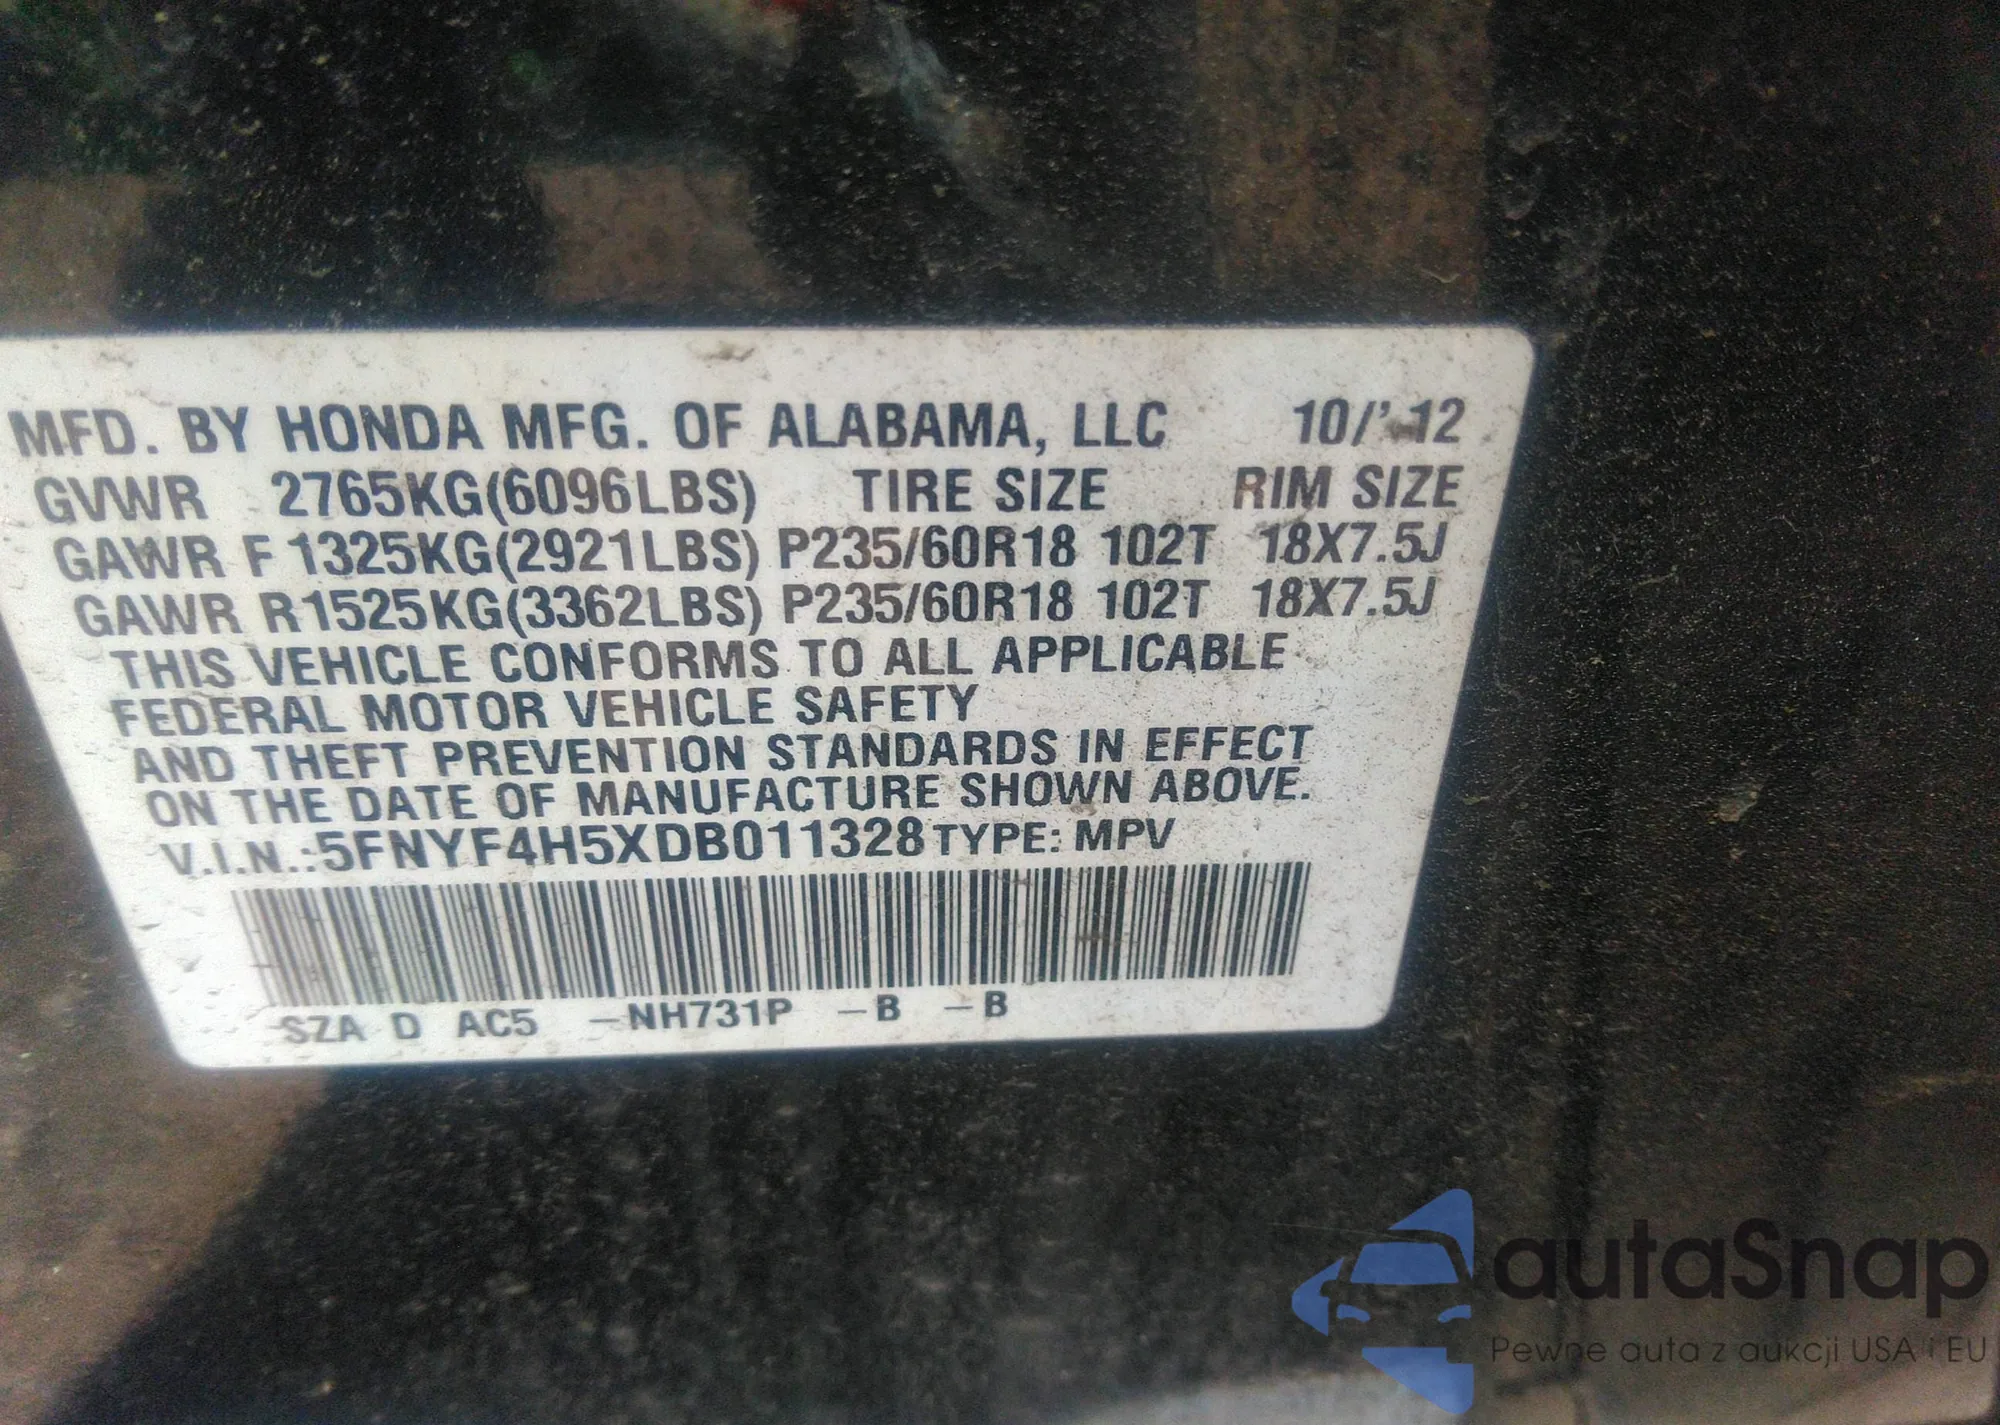 MFD. BY HONDA MFG. OF ALABAMA, LLC 10/'12
GVWR 2765KG(6096LBS) TIRE SIZE RIM SIZE
GAWR F 1325KG(2921LBS) P235/60R18 102T 18X7.5J
GAWR R1525KG(3362LBS) P235/60R18 102T 18X7.5J
THIS VEHICLE CONFORMS TO ALL APPLICABLE
FEDERAL MOTOR VEHICLE SAFETY
AND THEFT PREVENTION STANDARDS IN EFFECT
ON THE DATE OF MANUFACTURE SHOWN ABOVE.
V.I.N.:5FNYF4H5XDB011328 TYPE: MPV
SZA D AC5 -NH731P -B -B
autaSnap
Pewne auta z aukcji USA i EU